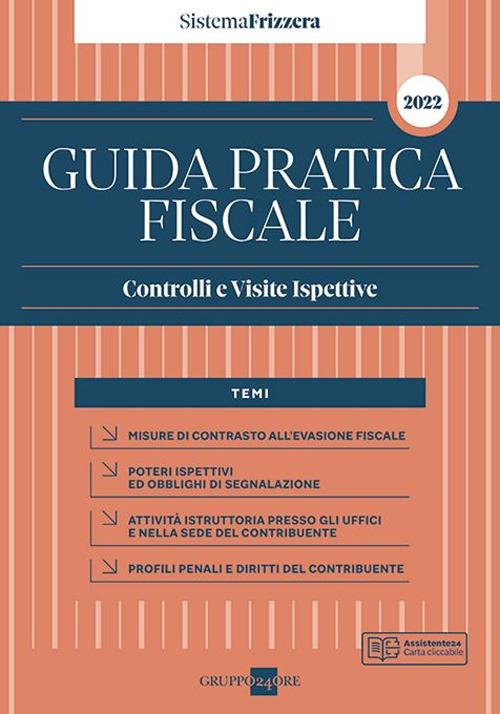 SistemaFrizzera
2022
GUIDA PRATICA
FISCALE
Controlli e Visite Ispettive
TEMI
MISURE DI CONTRASTO ALL'EVASIONE FISCALE
POTERI ISPETTIVI
ED OBBLIGHI DI SEGNALAZIONE
ATTIVITÀ ISTRUTTORIA PRESSO GLI UFFICI
E NELLA SEDE DEL CONTRIBUENTE
PROFILI PENALI E DIRITTI DEL CONTRIBUENTE
Assistente24
Carta cliccabile
GRUPPO24ORE